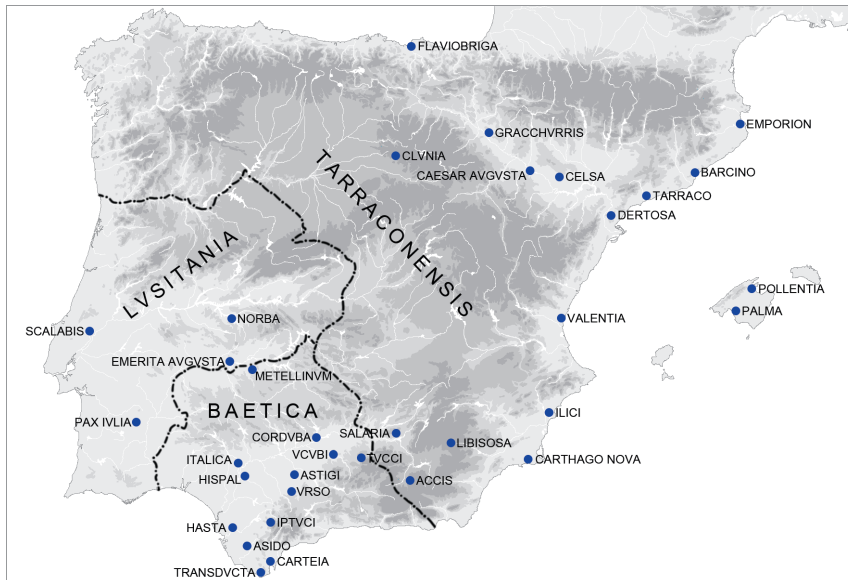 FLAVIOBRIGA
EMPORION
GRACCHVRRIS
CLVNIA
CAESAR AVGVSTA
CELSA
BARCINO
TARRACO
DERTOSA
TARRACONENSIS
LVSITANIA
POLLENTIA
PALMA
NORBA
VALENTIA
SCALABIS
EMERITA AVGVSTA
METELLINVM
BAETICA
ILICI
PAX IVLIA
CORDVBA
SALARIA
LIBISOSA
VCVBI
TVCCI
CARTHAGO NOVA
ITALICA
HISPAL
ASTIGI
ACCIS
VRSO
HASTA
IPTVCI
ASIDO
CARTEIA
TRANSDVCTA